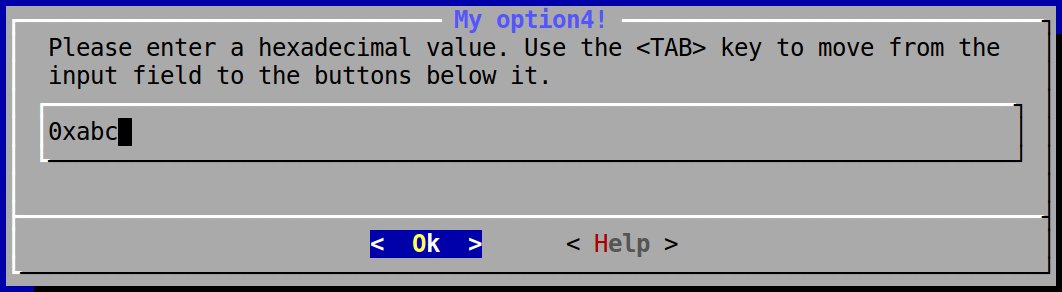 My option4!
Please enter a hexadecimal value. Use the <TAB> key to move from the
input field to the buttons below it.
0xabc
<  Ok  > < Help >